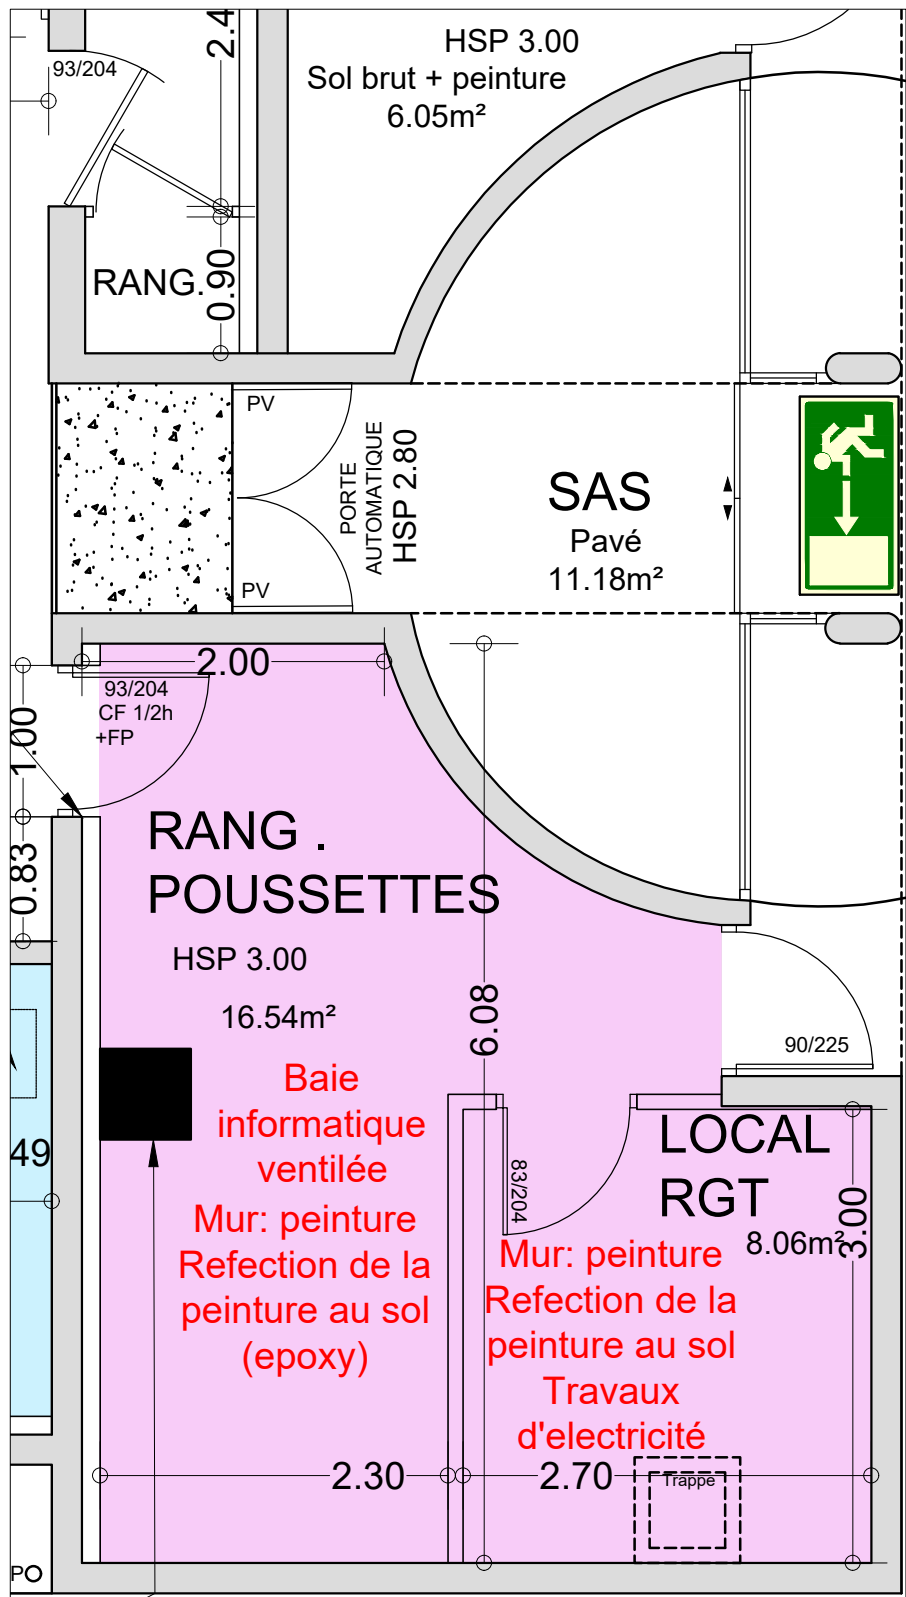 2.4
HSP 3.00
Sol brut + peinture
6.05m²
93/204
RANG.
0.90
PV
PORTE
AUTOMATIQUE
HSP 2.80
SAS
Pavé
11.18m²
PV
2.00
93/204
CF 1/2h
+FP
1.00
0.83
RANG .
POUSSETTES
HSP 3.00
16.54m²
6.08
90/225
Baie
informatique
ventilée
Mur: peinture
Refection de la
peinture au sol
(epoxy)
49
83/204
LOCAL
RGT
8.06m²
3.00
Mur: peinture
Refection de la
peinture au sol
Travaux
d'electricité
2.30
2.70
Trappe
PO